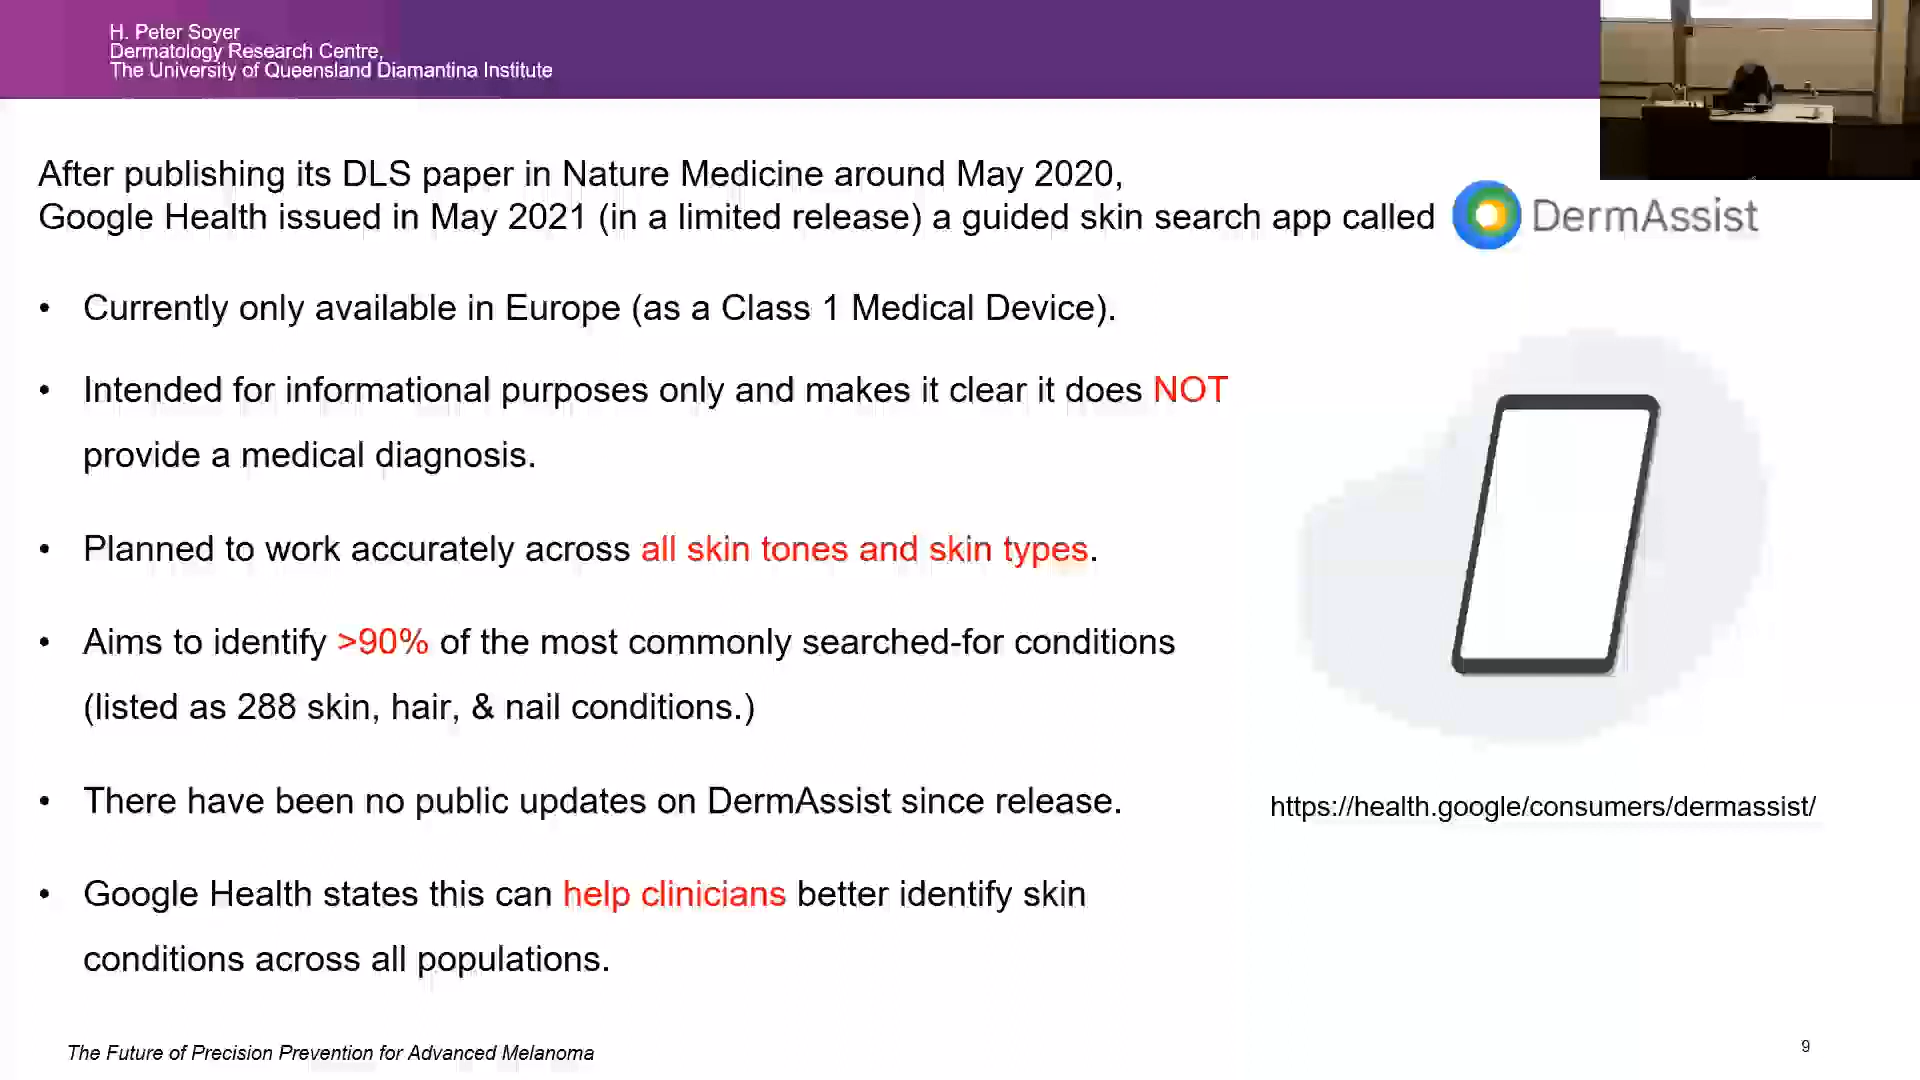 H. Peter Soyer
Dermatology Research Centre,
The University of Queensland Diamantina Institute
After publishing its DLS paper in Nature Medicine around May 2020,
Google Health issued in May 2021 (in a limited release) a guided skin search app called DermAssist
• Currently only available in Europe (as a Class 1 Medical Device).
• Intended for informational purposes only and makes it clear it does NOT
provide a medical diagnosis.
• Planned to work accurately across all skin tones and skin types.
• Aims to identify >90% of the most commonly searched-for conditions
(listed as 288 skin, hair, & nail conditions.)
• There have been no public updates on DermAssist since release.
https://health.google/consumers/dermassist/
• Google Health states this can help clinicians better identify skin
conditions across all populations.
The Future of Precision Prevention for Advanced Melanoma
9